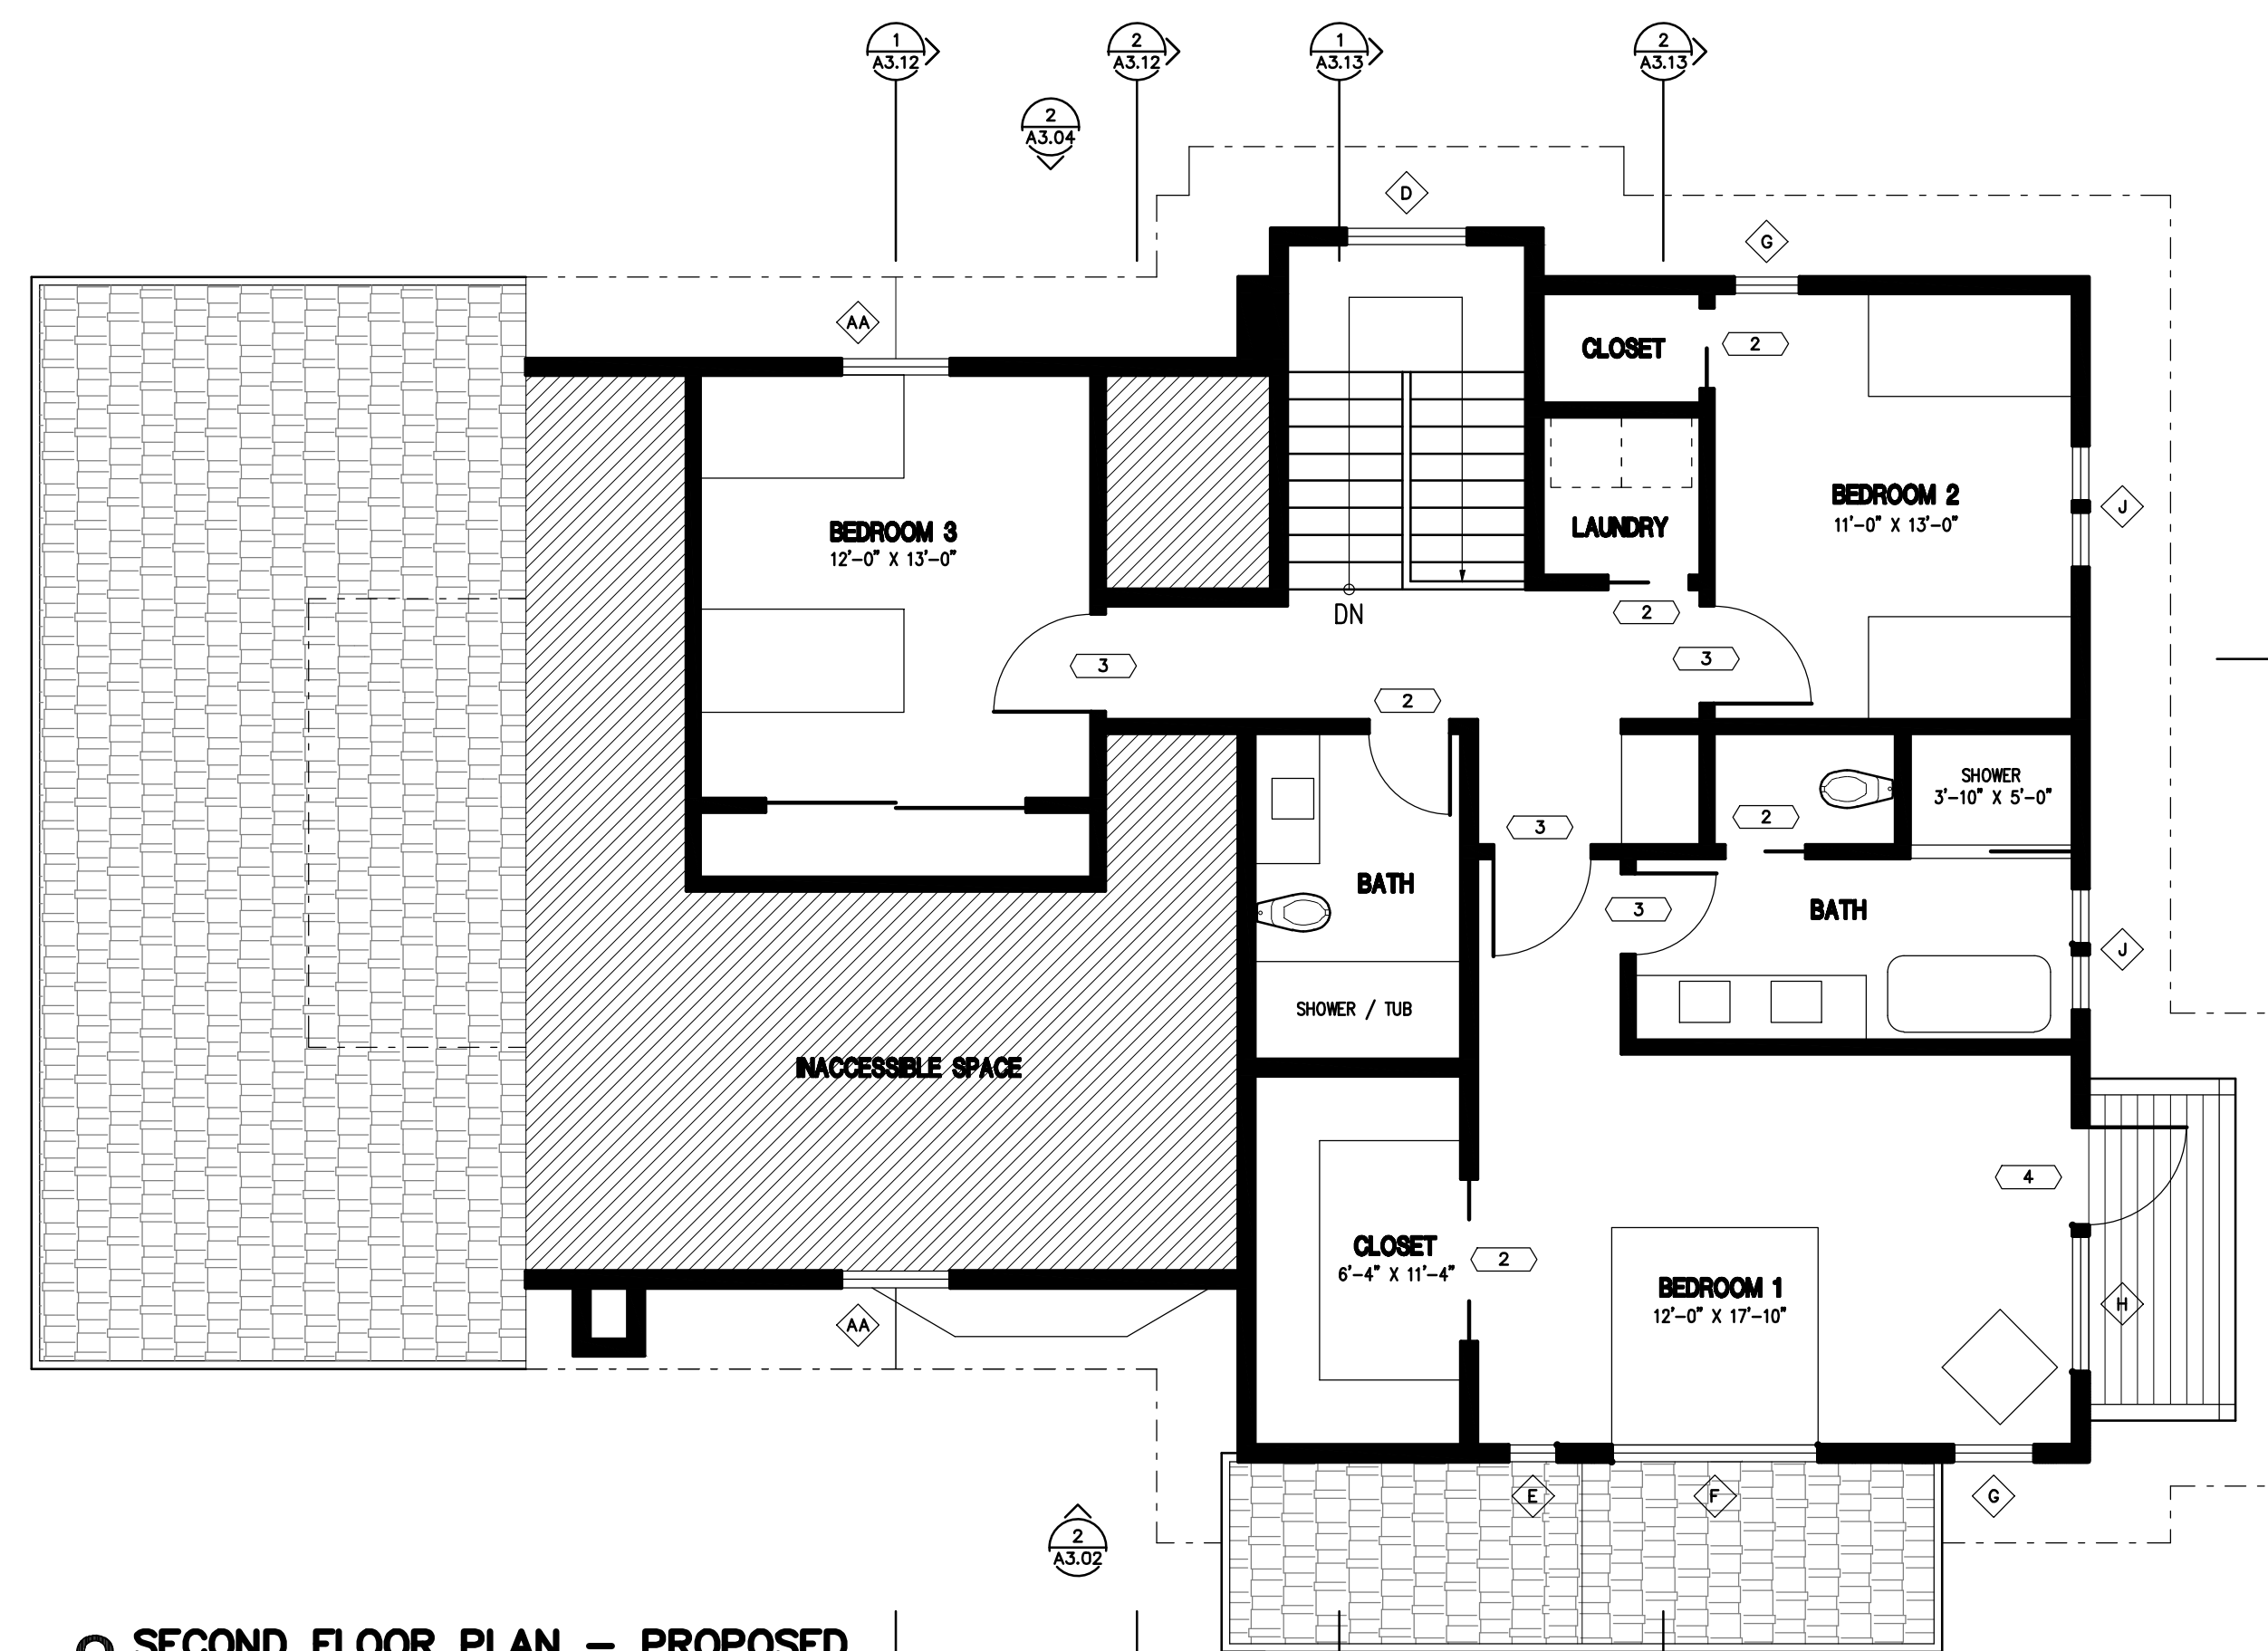 1
A3.12
2
A3.12
1
A3.13
2
A3.13
2
A3.04
D
G
AA
CLOSET
2
BEDROOM 2
11'-0" X 13'-0"
J
BEDROOM 3
12'-0" X 13'-0"
LAUNDRY
DN
2
3
3
2
SHOWER
3'-10" X 5'-0"
2
3
BATH
3
BATH
J
SHOWER / TUB
INACCESSIBLE SPACE
4
CLOSET
6'-4" X 11'-4"
2
BEDROOM 1
12'-0" X 17'-10"
H
AA
E
F
G
2
A3.02
SECOND FLOOR PLAN - PROPOSED